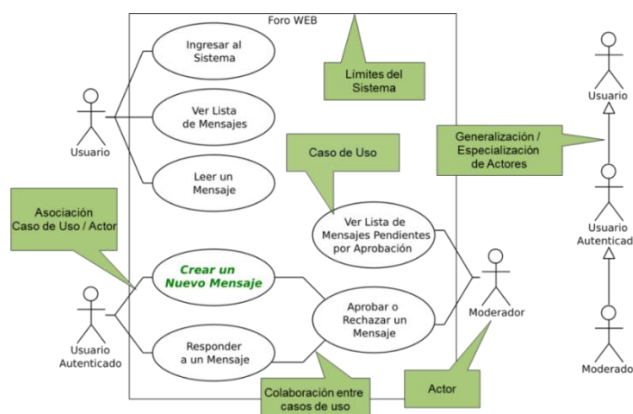 Foro WEB
Ingresar al
Sistema
Límites del
Sistema
Usuario
Ver Lista
de Mensajes
Usuario
Generalización /
Especialización
de Actores
Caso de Uso
Leer un
Mensaje
Asociación
Caso de Uso / Actor
Ver Lista de
Mensajes Pendientes
por Aprobación
Usuario
Autenticado
Crear un
Nuevo Mensaje
Moderador
Aprobar o
Rechazar un
Mensaje
Responder
a un Mensaje
Usuario
Autenticado
Colaboración entre
casos de uso
Actor
Moderado